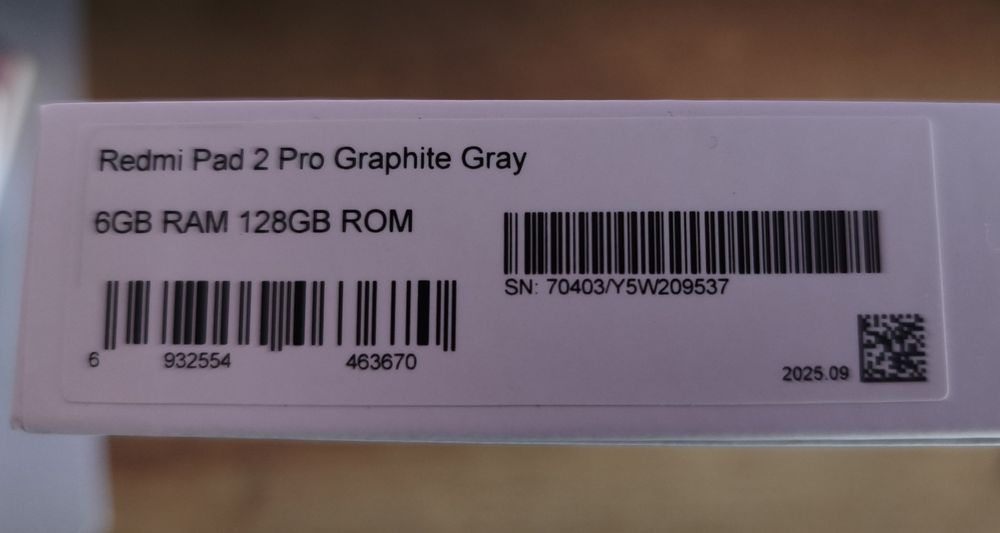 Redmi Pad 2 Pro Graphite Gray
6GB RAM 128GB ROM
SN: 70403/Y5W209537
6 932554 463670
2025.09